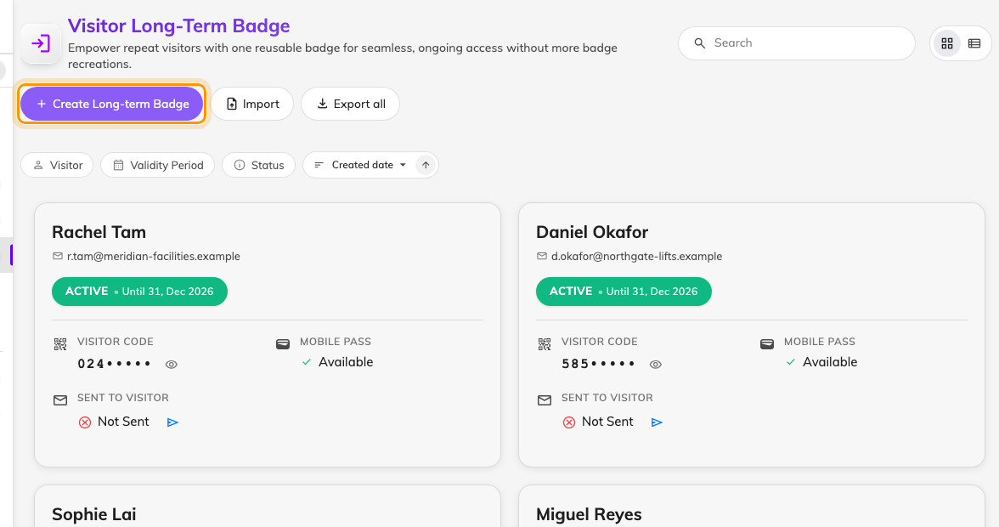 Visitor Long-Term Badge
Empower repeat visitors with one reusable badge for seamless, ongoing access without more badge
recreations.
Search
+ Create Long-term Badge
Import
Export all
Visitor
Validity Period
Status
Created date
Rachel Tam
r.tam@meridian-facilities.example
ACTIVE • Until 31, Dec 2026
VISITOR CODE
024•••••
MOBILE PASS
Available
SENT TO VISITOR
Not Sent
Daniel Okafor
d.okafor@northgate-lifts.example
ACTIVE • Until 31, Dec 2026
VISITOR CODE
585•••••
MOBILE PASS
Available
SENT TO VISITOR
Not Sent
Sophie Lai
Miguel Reyes